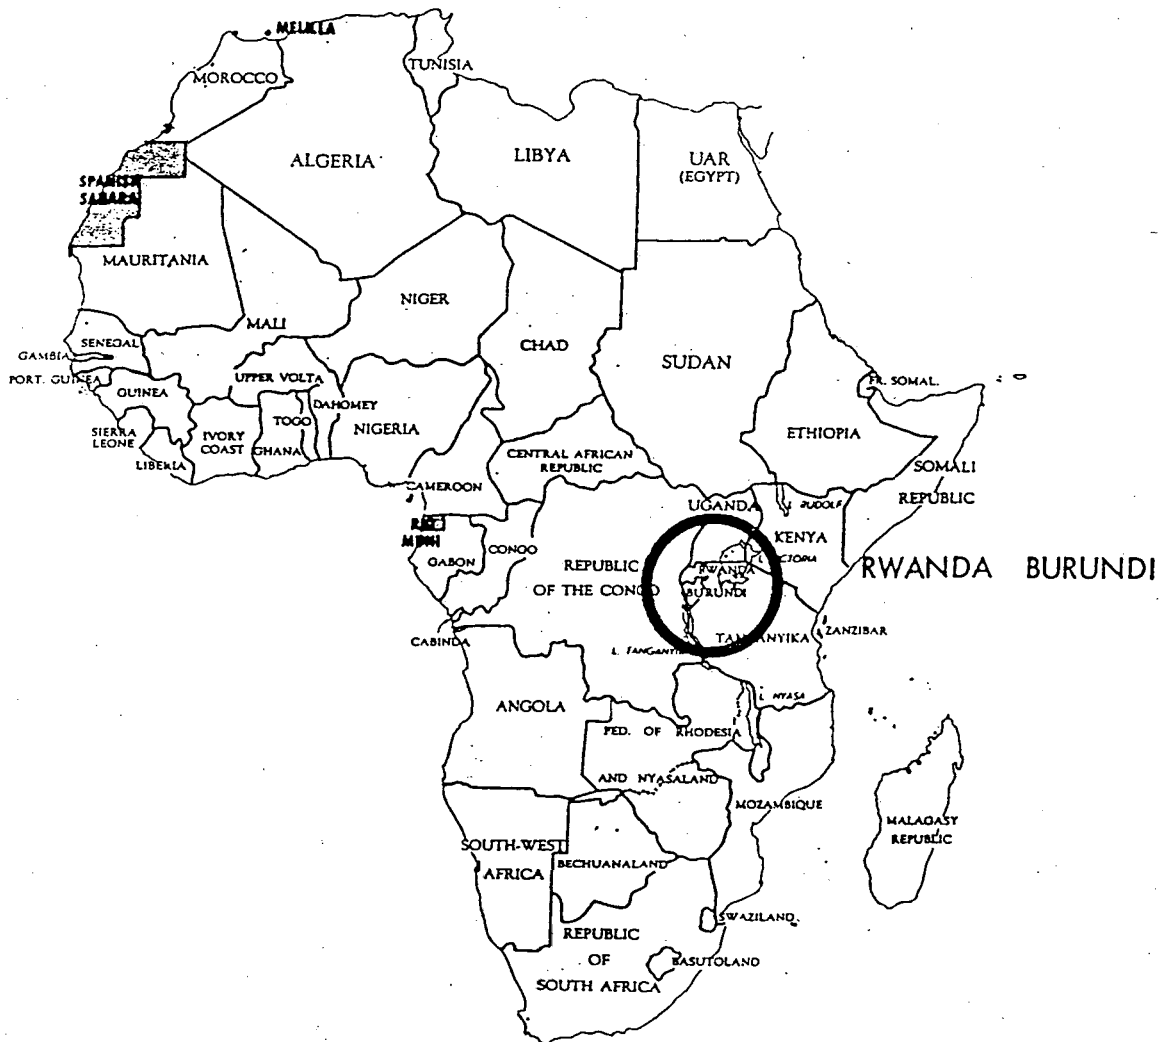 MELILLA
TUNISIA
MOROCCO
ALGERIA
LIBYA
UAR
(EGYPT)
SPANISH
SAHARA
MAURITANIA
NIGER
MALI
CHAD
SUDAN
SENEGAL
GAMBIA
PORT. GUINEA
GUINEA
UPPER VOLTA
FR. SOMAL.
DAHOMEY
TOGO
NIGERIA
SIERRA
LEONE
IVORY
COAST
GHANA
LIBERIA
ETHIOPIA
CENTRAL AFRICAN
REPUBLIC
SOMALI
REPUBLIC
CAMEROON
UGANDA
L. RUDOLF
KENYA
RIO
MUNI
CONGO
GABON
REPUBLIC
OF THE CONGO
L. VICTORIA
RWANDA
BURUNDI
RWANDA BURUNDI
CABINDA
TANGANYIKA
ZANZIBAR
L. TANGANYIKA
L. NYASA
ANGOLA
FED. OF RHODESIA
AND NYASALAND
MOZAMBIQUE
MALAGASY
REPUBLIC
SOUTH-WEST
AFRICA
BECHUANALAND
SWAZILAND
REPUBLIC
OF
SOUTH AFRICA
BASUTOLAND